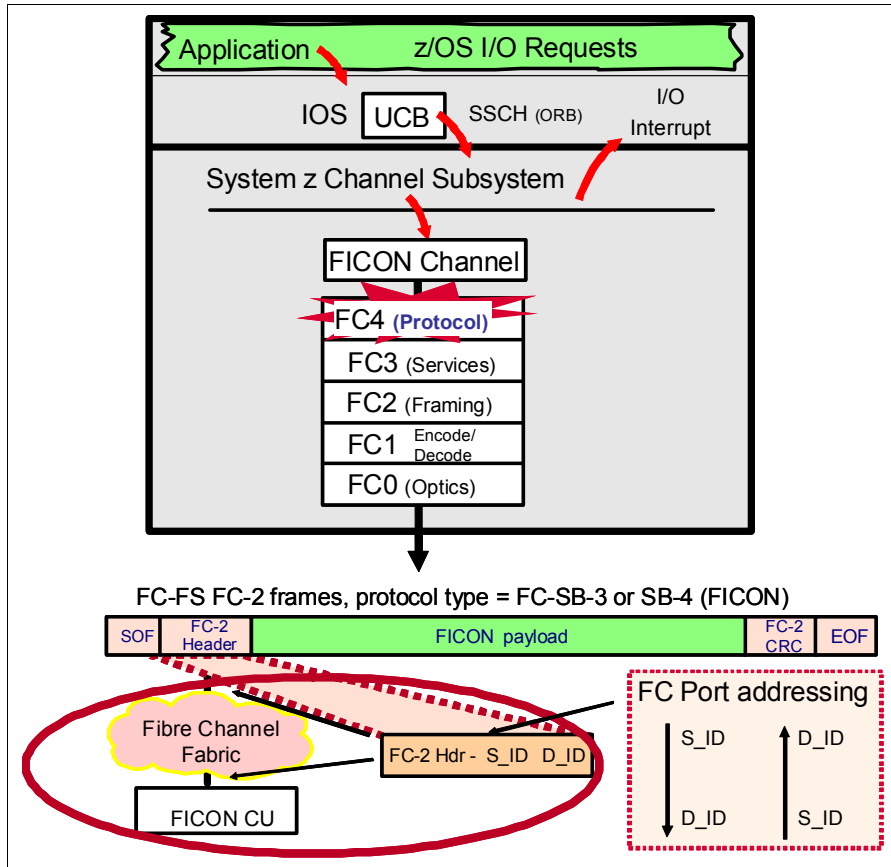 Application z/OS I/O Requests
IOS UCB SSCH (ORB) I/O
Interrupt
System z Channel Subsystem
FICON Channel
FC4 (Protocol)
FC3 (Services)
FC2 (Framing)
FC1 Encode/
Decode
FC0 (Optics)
FC-FS FC-2 frames, protocol type = FC-SB-3 or SB-4 (FICON)
SOF
FC-2
Header
FICON payload
FC-2
CRC
EOF
Fibre Channel
Fabric
FC-2 Hdr - S_ID D_ID
FICON CU
FC Port addressing
S_ID D_ID
D_ID S_ID